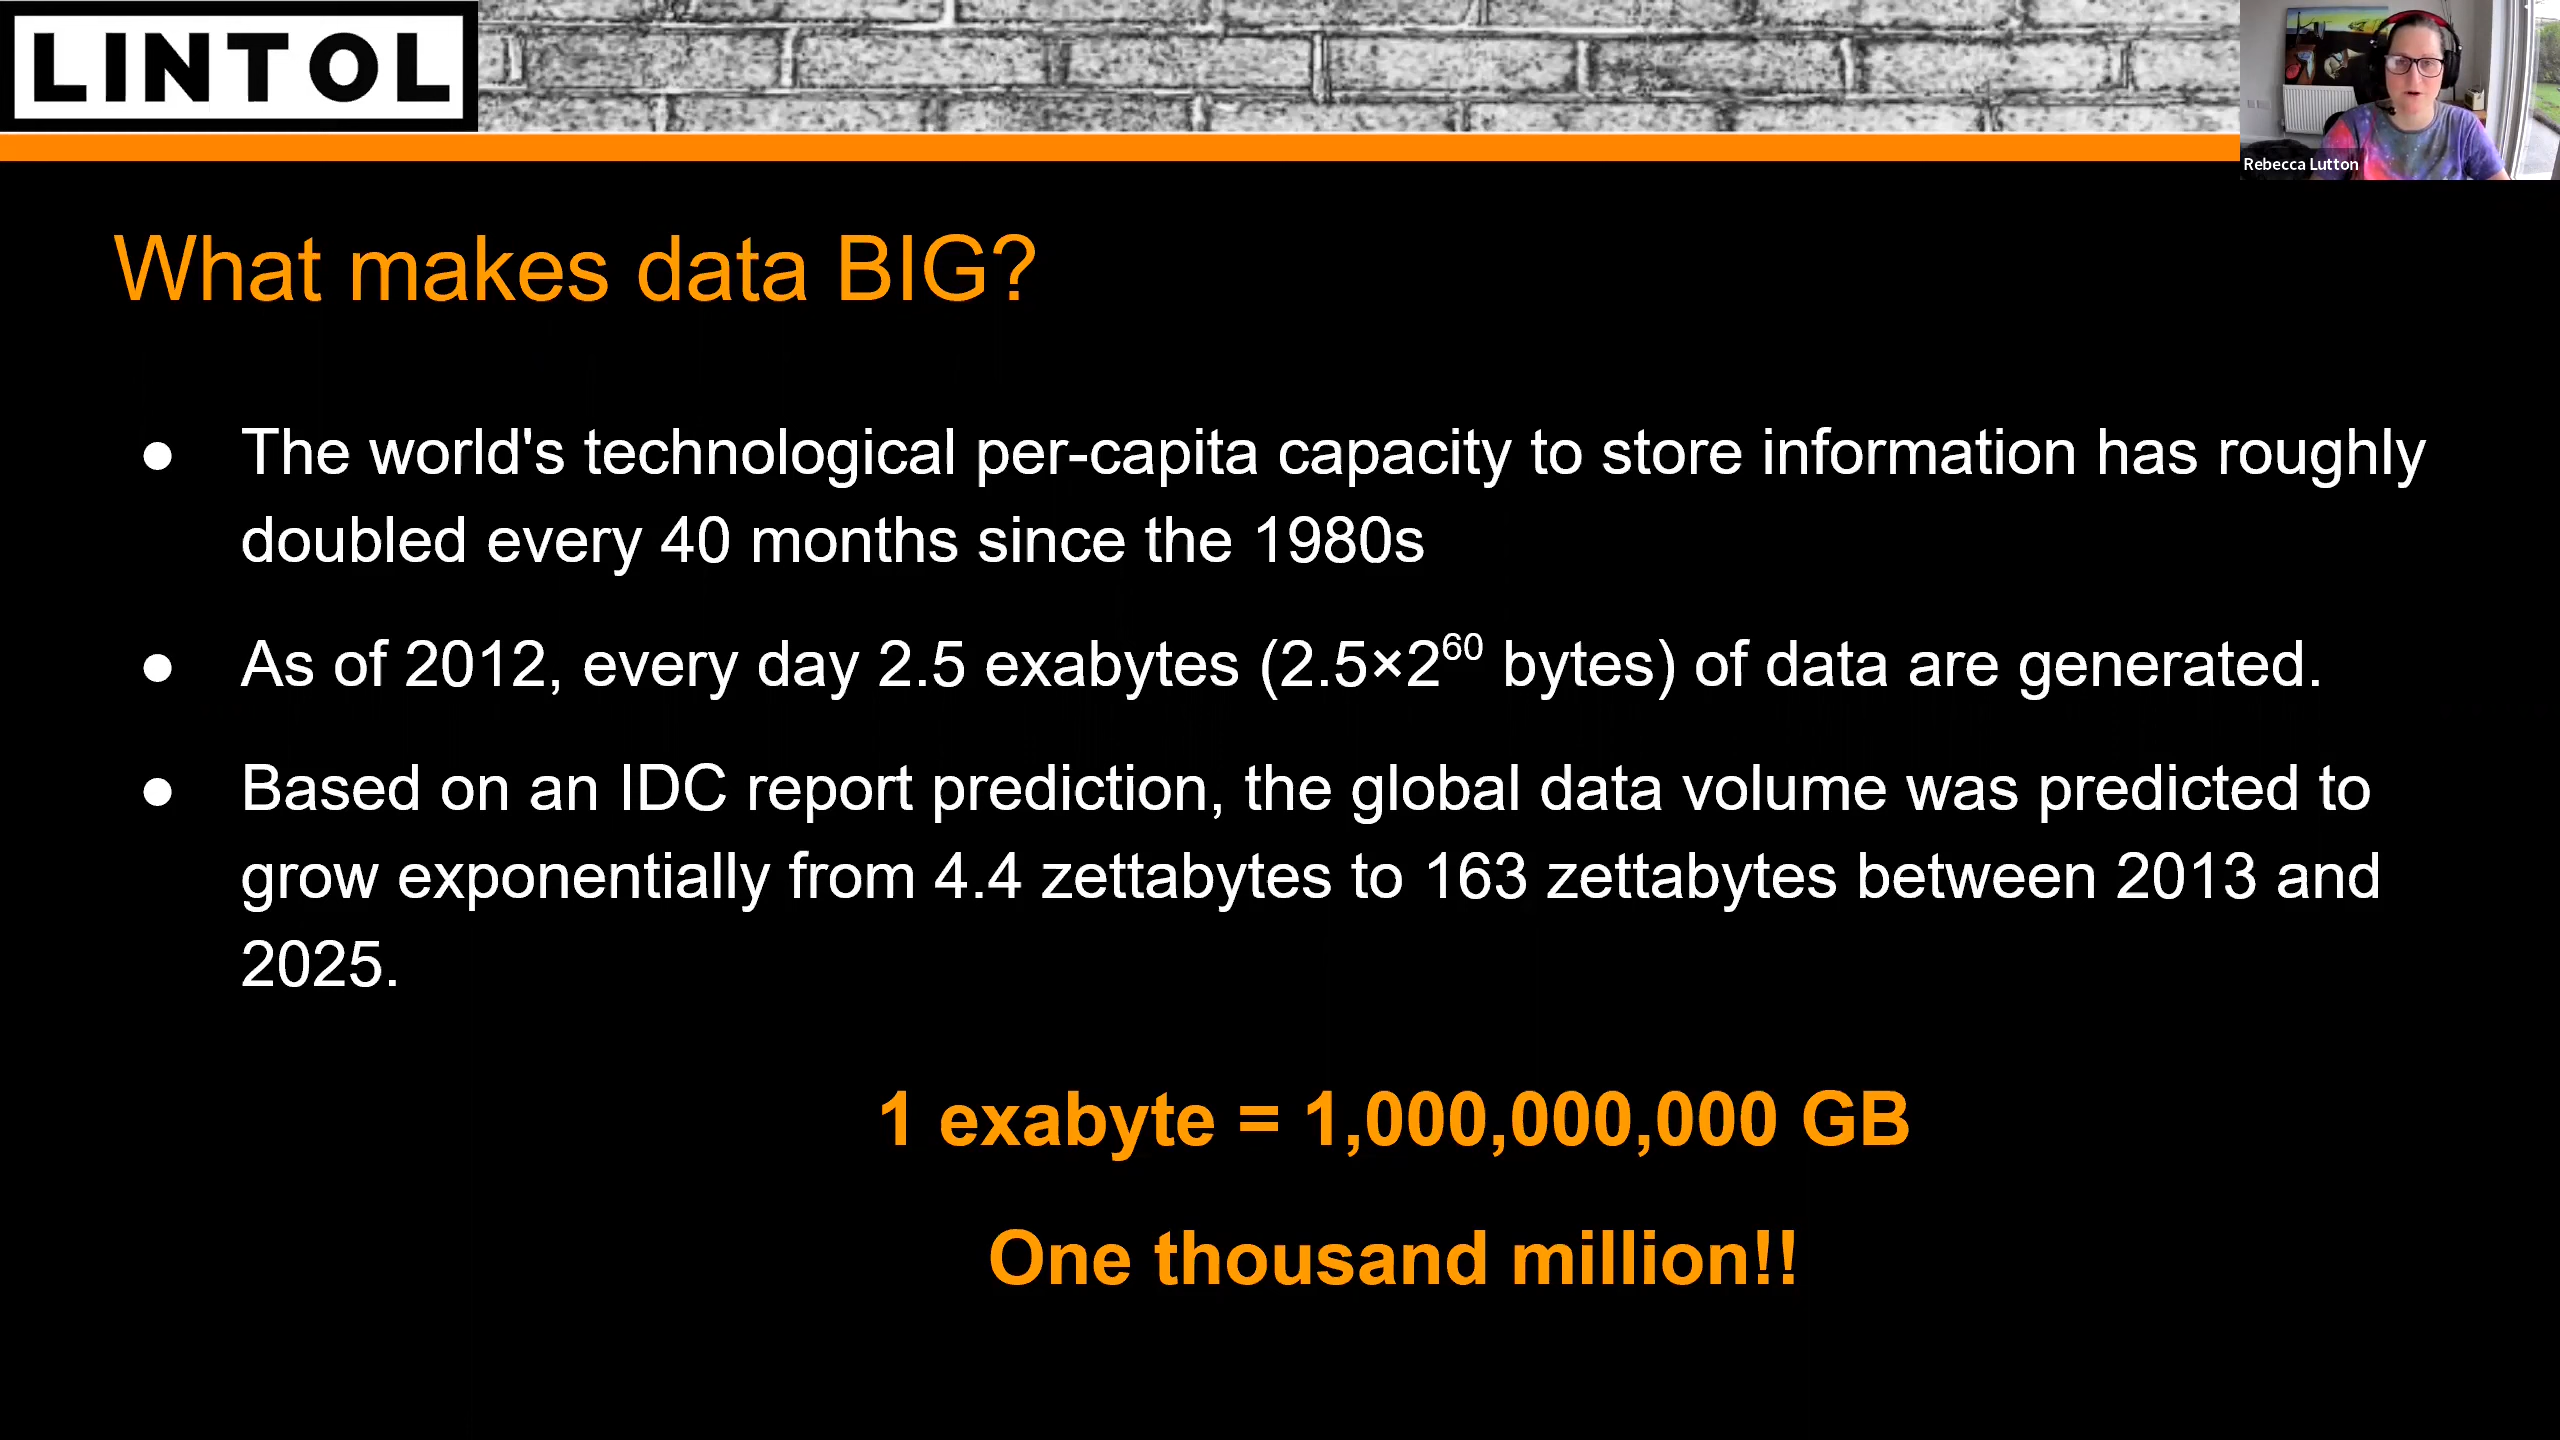 LINTOL
Rebecca Lutton
What makes data BIG?
● The world's technological per-capita capacity to store information has roughly
doubled every 40 months since the 1980s
● As of 2012, every day 2.5 exabytes (2.5×2⁶⁰ bytes) of data are generated.
● Based on an IDC report prediction, the global data volume was predicted to
grow exponentially from 4.4 zettabytes to 163 zettabytes between 2013 and
2025.
1 exabyte = 1,000,000,000 GB
One thousand million!!